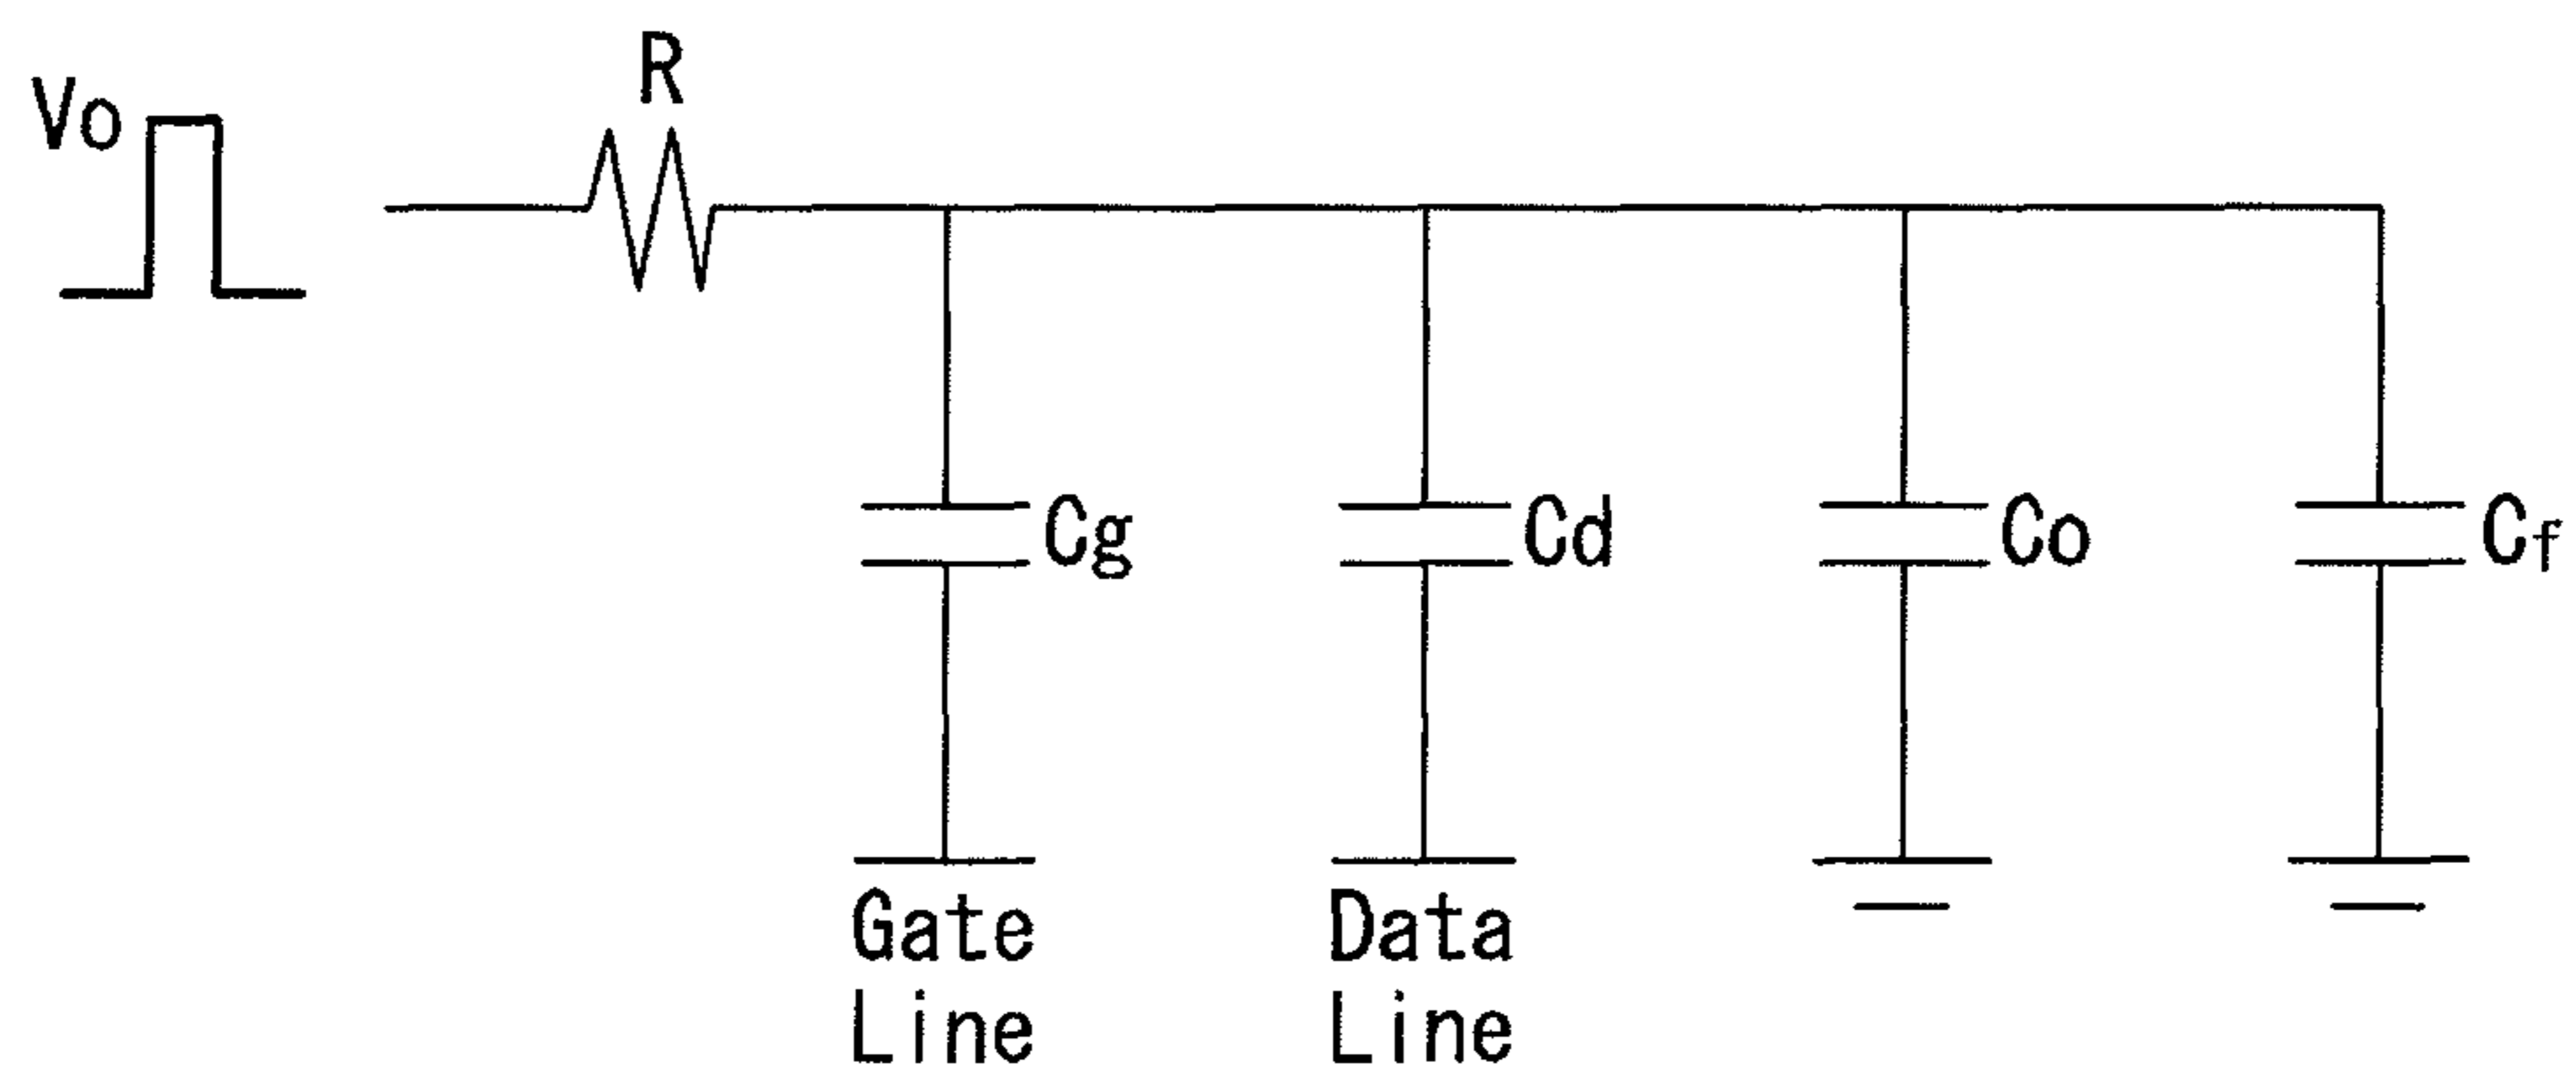 R
Vo
Cg
Cd
Co
Cf
Gate
Line
Data
Line